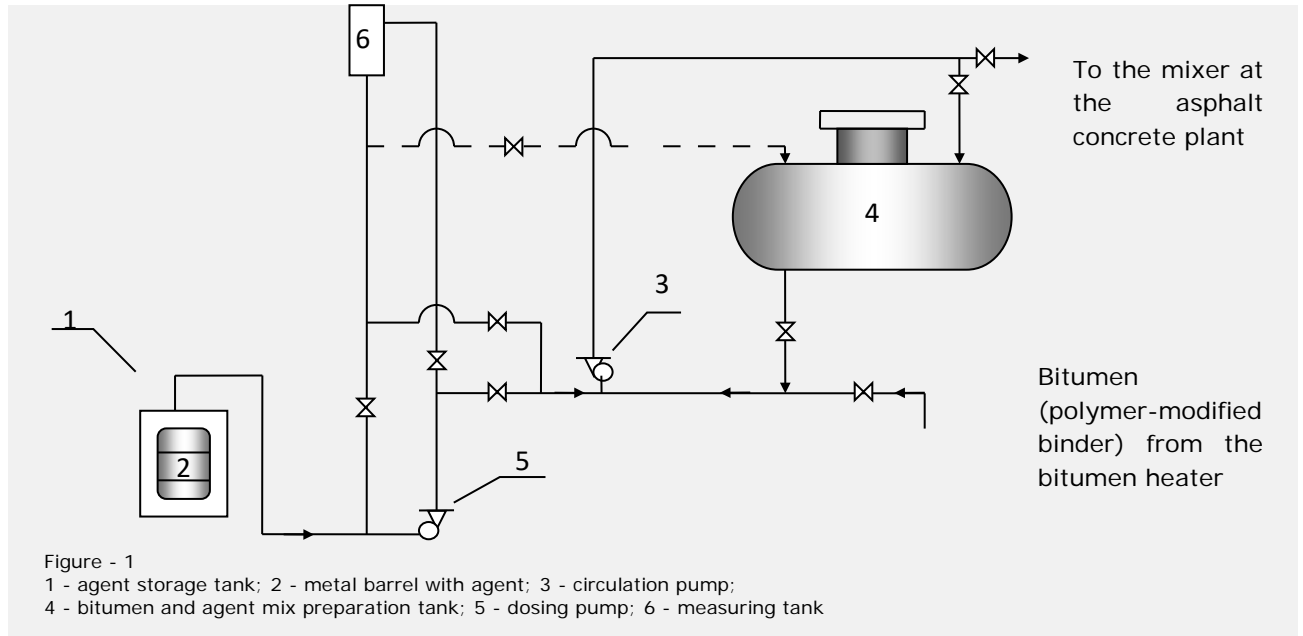 6
To the mixer at
the asphalt
concrete plant
4
3
1
Bitumen
(polymer-modified
binder) from the
bitumen heater
2
5
Figure - 1
1 - agent storage tank; 2 - metal barrel with agent; 3 - circulation pump;
4 - bitumen and agent mix preparation tank; 5 - dosing pump; 6 - measuring tank